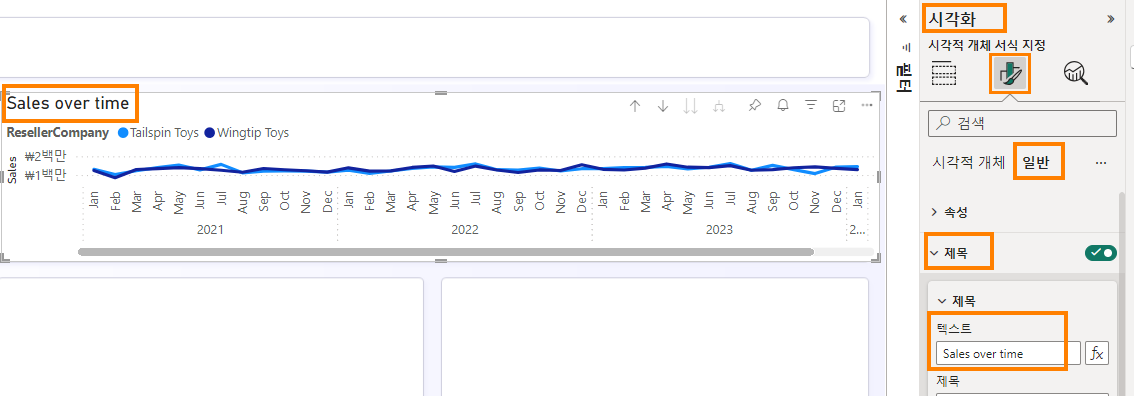 Sales over time
ResellerCompany Tailspin Toys Wingtip Toys
Sales
₩2백만
₩1백만
Jan Feb Mar Apr May Jun Jul Aug Sep Oct Nov Dec Jan Feb Mar Apr May Jun Jul Aug Sep Oct Nov Dec Jan Feb Mar Apr May Jun Jul Aug Sep Oct Nov Dec Jan
2021 2022 2023 2...
필터
시각화
시각적 개체 서식 지정
검색
시각적 개체 일반
속성
제목
제목
텍스트
Sales over time fx
제목